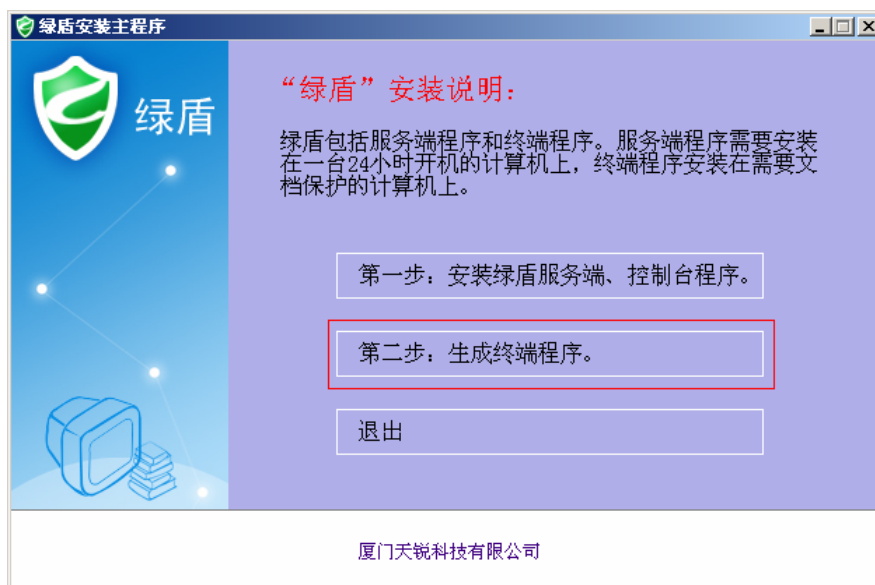 绿盾安装主程序
绿盾
“绿盾”安装说明：
绿盾包括服务端程序和终端程序。服务端程序需要安装
在一台24小时开机的计算机上，终端程序安装在需要文
档保护的计算机上。
第一步：安装绿盾服务端、控制台程序。
第二步：生成终端程序。
退出
厦门天锐科技有限公司